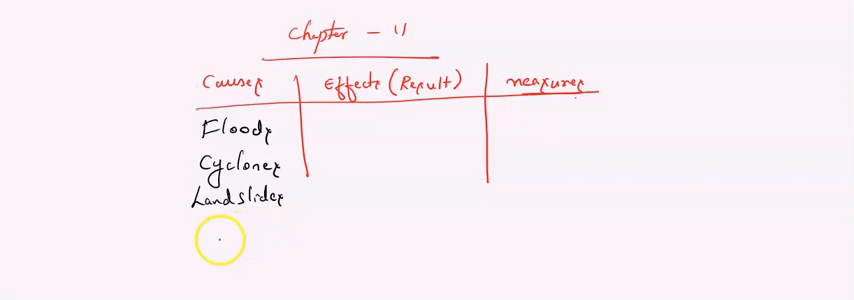 Chapter - 11
Causes Effects (Result) measures
Floods
Cyclones
Landslides